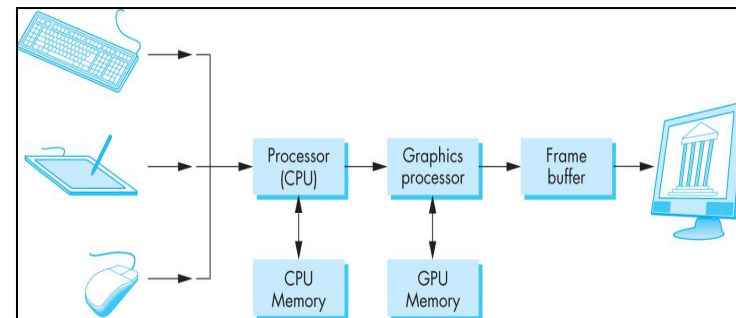 Processor
(CPU)
Graphics
processor
Frame
buffer
CPU
Memory
GPU
Memory